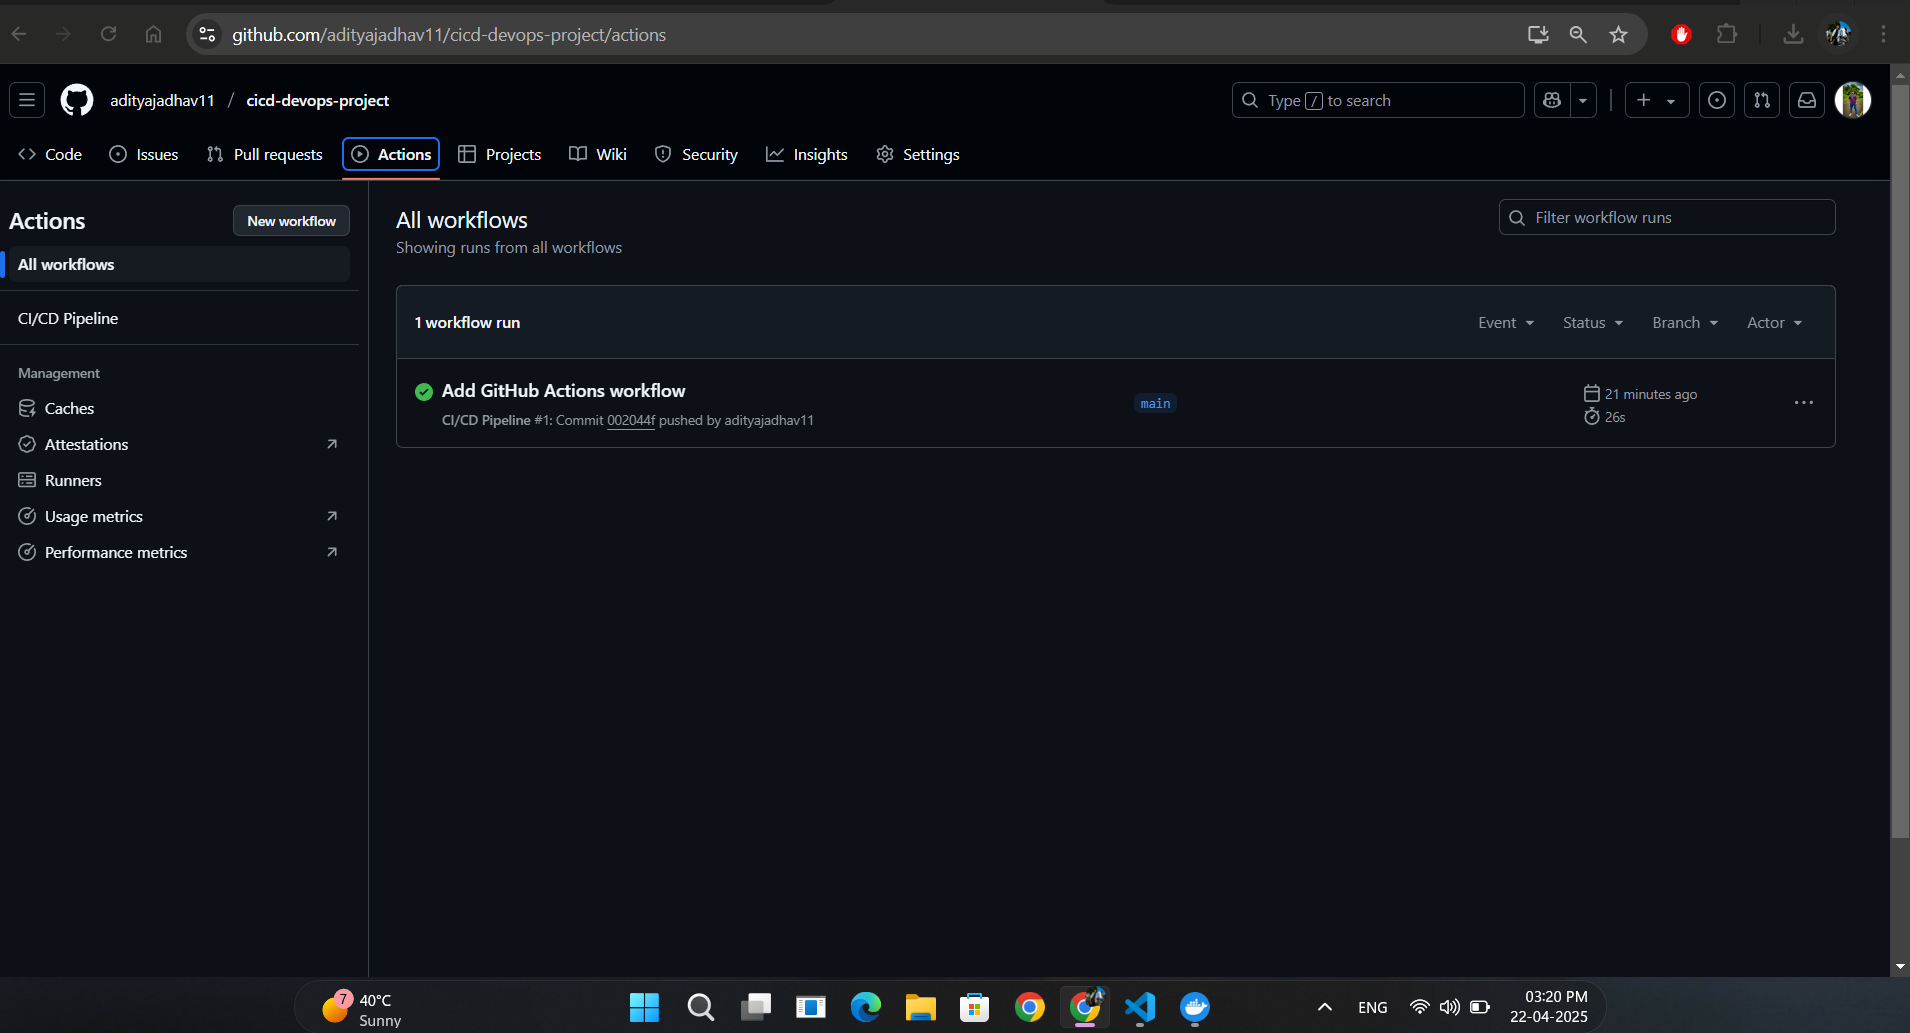 github.com/adityajadhav11/cicd-devops-project/actions
adityajadhav11 / cicd-devops-project
Type / to search
Code Issues Pull requests Actions Projects Wiki Security Insights Settings
Actions
New workflow
All workflows
CI/CD Pipeline
Management
Caches
Attestations
Runners
Usage metrics
Performance metrics
All workflows
Showing runs from all workflows
Filter workflow runs
1 workflow run
Event Status Branch Actor
Add GitHub Actions workflow
CI/CD Pipeline #1: Commit 002044f pushed by adityajadhav11
main
21 minutes ago
26s
7
40°C
Sunny
ENG
03:20 PM
22-04-2025